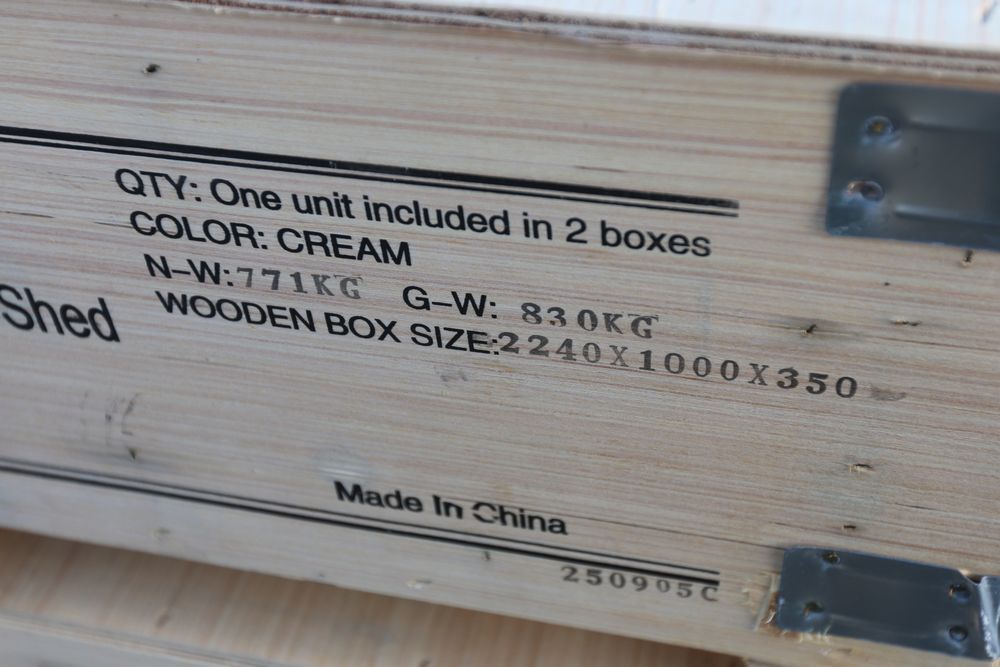 QTY: One unit included in 2 boxes
COLOR: CREAM
N-W:771KG G-W: 830KG
Shed
WOODEN BOX SIZE:2240X1000X350
Made In China
250905C